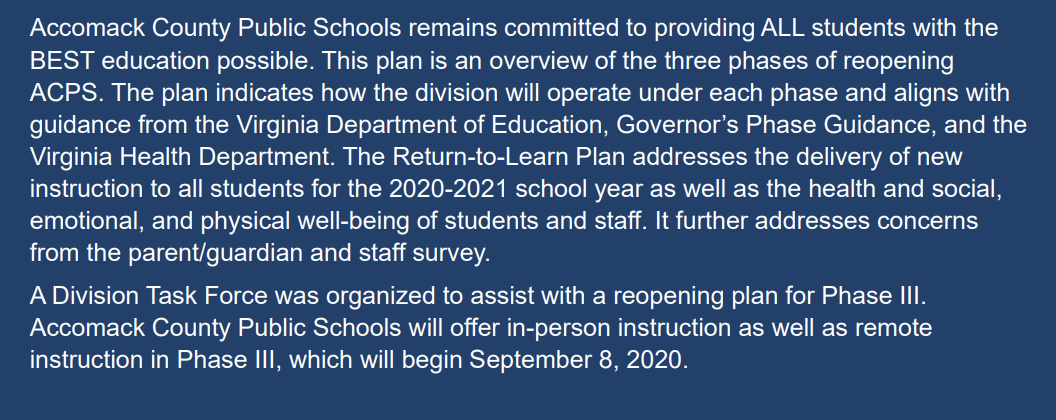 Accomack County Public Schools remains committed to providing ALL students with the
BEST education possible. This plan is an overview of the three phases of reopening
ACPS. The plan indicates how the division will operate under each phase and aligns with
guidance from the Virginia Department of Education, Governor’s Phase Guidance, and the
Virginia Health Department. The Return-to-Learn Plan addresses the delivery of new
instruction to all students for the 2020-2021 school year as well as the health and social,
emotional, and physical well-being of students and staff. It further addresses concerns
from the parent/guardian and staff survey.
A Division Task Force was organized to assist with a reopening plan for Phase III.
Accomack County Public Schools will offer in-person instruction as well as remote
instruction in Phase III, which will begin September 8, 2020.